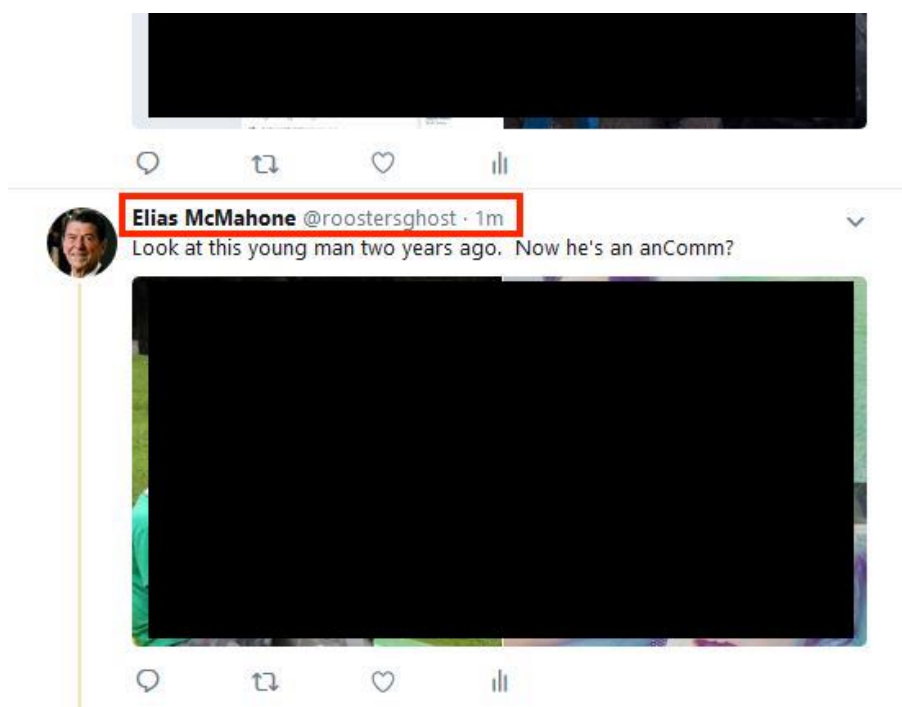 Elias McMahone @roostersghost · 1m
Look at this young man two years ago.  Now he's an anComm?